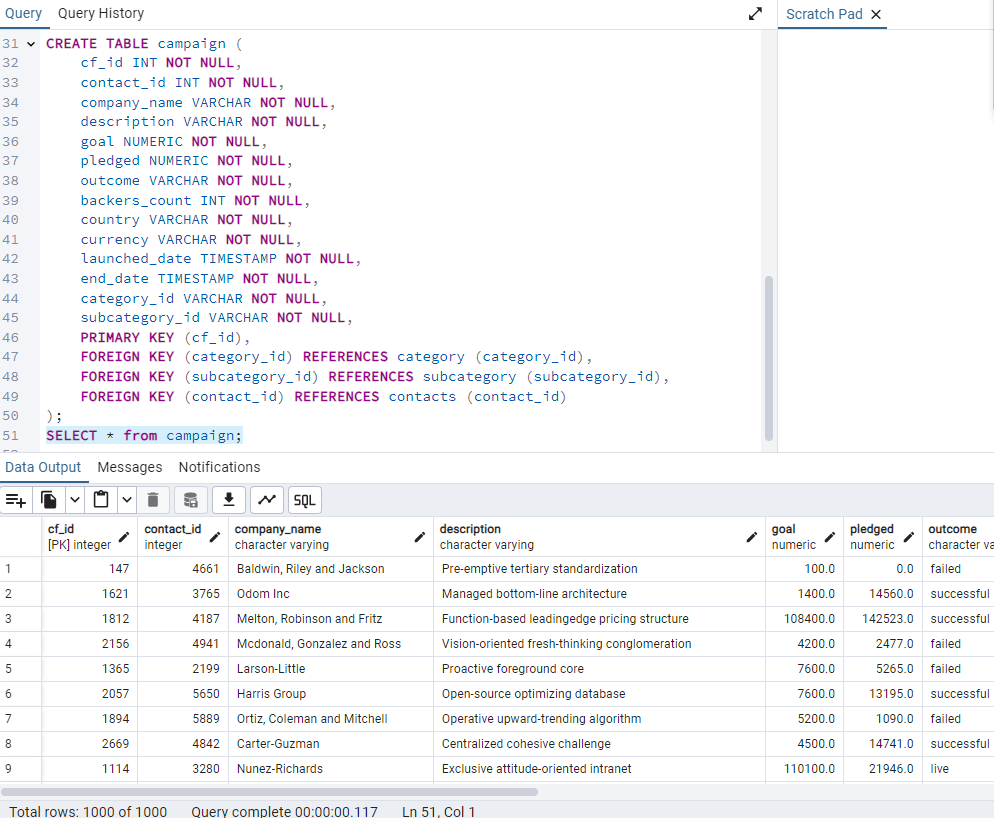 Query Query History Scratch Pad
31 CREATE TABLE campaign (
32 cf_id INT NOT NULL,
33 contact_id INT NOT NULL,
34 company_name VARCHAR NOT NULL,
35 description VARCHAR NOT NULL,
36 goal NUMERIC NOT NULL,
37 pledged NUMERIC NOT NULL,
38 outcome VARCHAR NOT NULL,
39 backers_count INT NOT NULL,
40 country VARCHAR NOT NULL,
41 currency VARCHAR NOT NULL,
42 launched_date TIMESTAMP NOT NULL,
43 end_date TIMESTAMP NOT NULL,
44 category_id VARCHAR NOT NULL,
45 subcategory_id VARCHAR NOT NULL,
46 PRIMARY KEY (cf_id),
47 FOREIGN KEY (category_id) REFERENCES category (category_id),
48 FOREIGN KEY (subcategory_id) REFERENCES subcategory (subcategory_id),
49 FOREIGN KEY (contact_id) REFERENCES contacts (contact_id)
50 );
51 SELECT * from campaign;
Data Output Messages Notifications
SQL
cf_id contact_id company_name description goal pledged outcome
[PK] integer integer character varying character varying numeric numeric character va
1 147 4661 Baldwin, Riley and Jackson Pre-emptive tertiary standardization 100.0 0.0 failed
2 1621 3765 Odom Inc Managed bottom-line architecture 1400.0 14560.0 successful
3 1812 4187 Melton, Robinson and Fritz Function-based leadingedge pricing structure 108400.0 142523.0 successful
4 2156 4941 Mcdonald, Gonzalez and Ross Vision-oriented fresh-thinking conglomeration 4200.0 2477.0 failed
5 1365 2199 Larson-Little Proactive foreground core 7600.0 5265.0 failed
6 2057 5650 Harris Group Open-source optimizing database 7600.0 13195.0 successful
7 1894 5889 Ortiz, Coleman and Mitchell Operative upward-trending algorithm 5200.0 1090.0 failed
8 2669 4842 Carter-Guzman Centralized cohesive challenge 4500.0 14741.0 successful
9 1114 3280 Nunez-Richards Exclusive attitude-oriented intranet 110100.0 21946.0 live
Total rows: 1000 of 1000 Query complete 00:00:00.117 Ln 51, Col 1